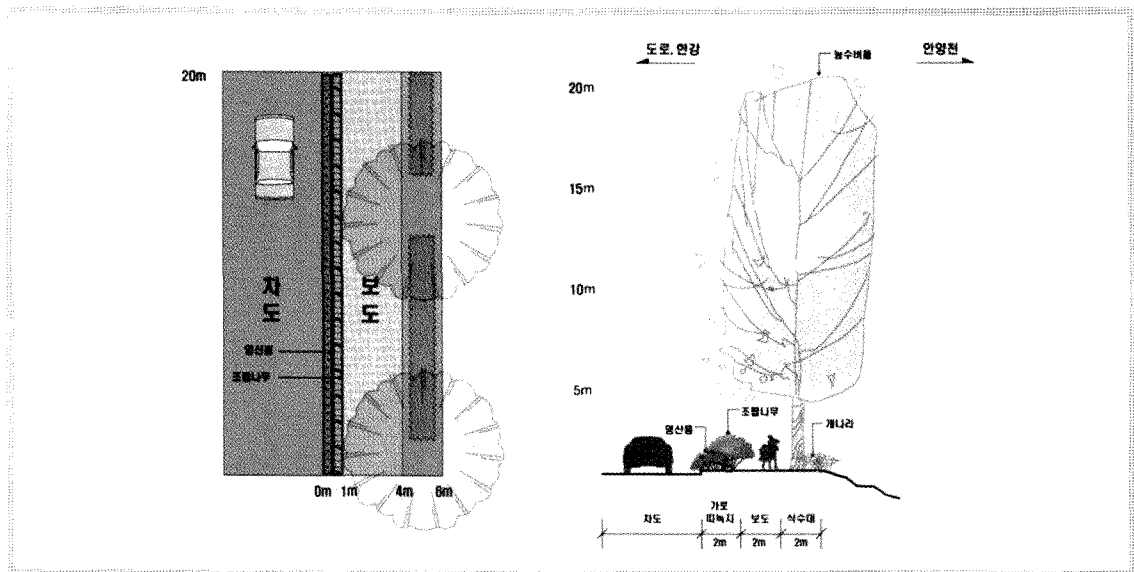 20m
차도
보도
영산홍
조팝나무
0m 1m 4m 6m
도로, 한강
능수버들
안양천
20m
15m
10m
5m
영산홍
조팝나무
개나리
차도
가로
띠녹지
보도
식수대
2m
2m
2m